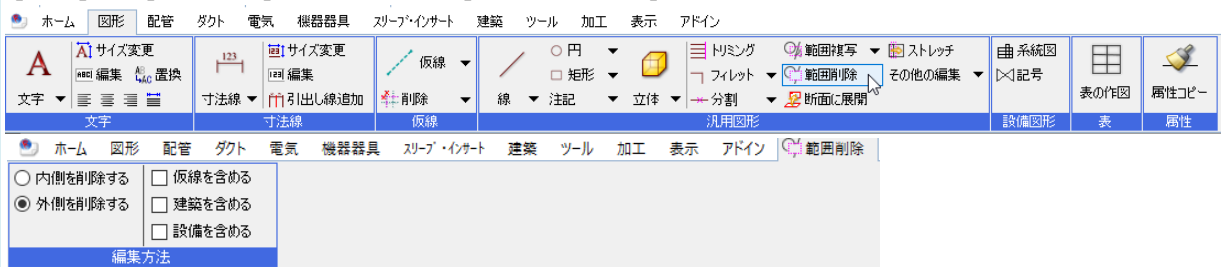 ホーム 図形 配管 ダクト 電気 機器器具 スリーブ・インサート 建築 ツール 加工 表示 アドイン
123 円 トリミング 範囲複写 ストレッチ 系統図
A サイズ変更 サイズ変更 仮線 矩形 フィレット 範囲削除 その他の編集 記号
ABC 編集 置換 123 編集 表の作図 属性コピー
文字 寸法線 引出し線追加 削除 線 注記 立体 分割 断面に展開
文字 寸法線 仮線 汎用図形 設備図形 表 属性
ホーム 図形 配管 ダクト 電気 機器器具 スリーブ・インサート 建築 ツール 加工 表示 アドイン 範囲削除
内側を削除する 仮線を含める
外側を削除する 建築を含める
設備を含める
編集方法